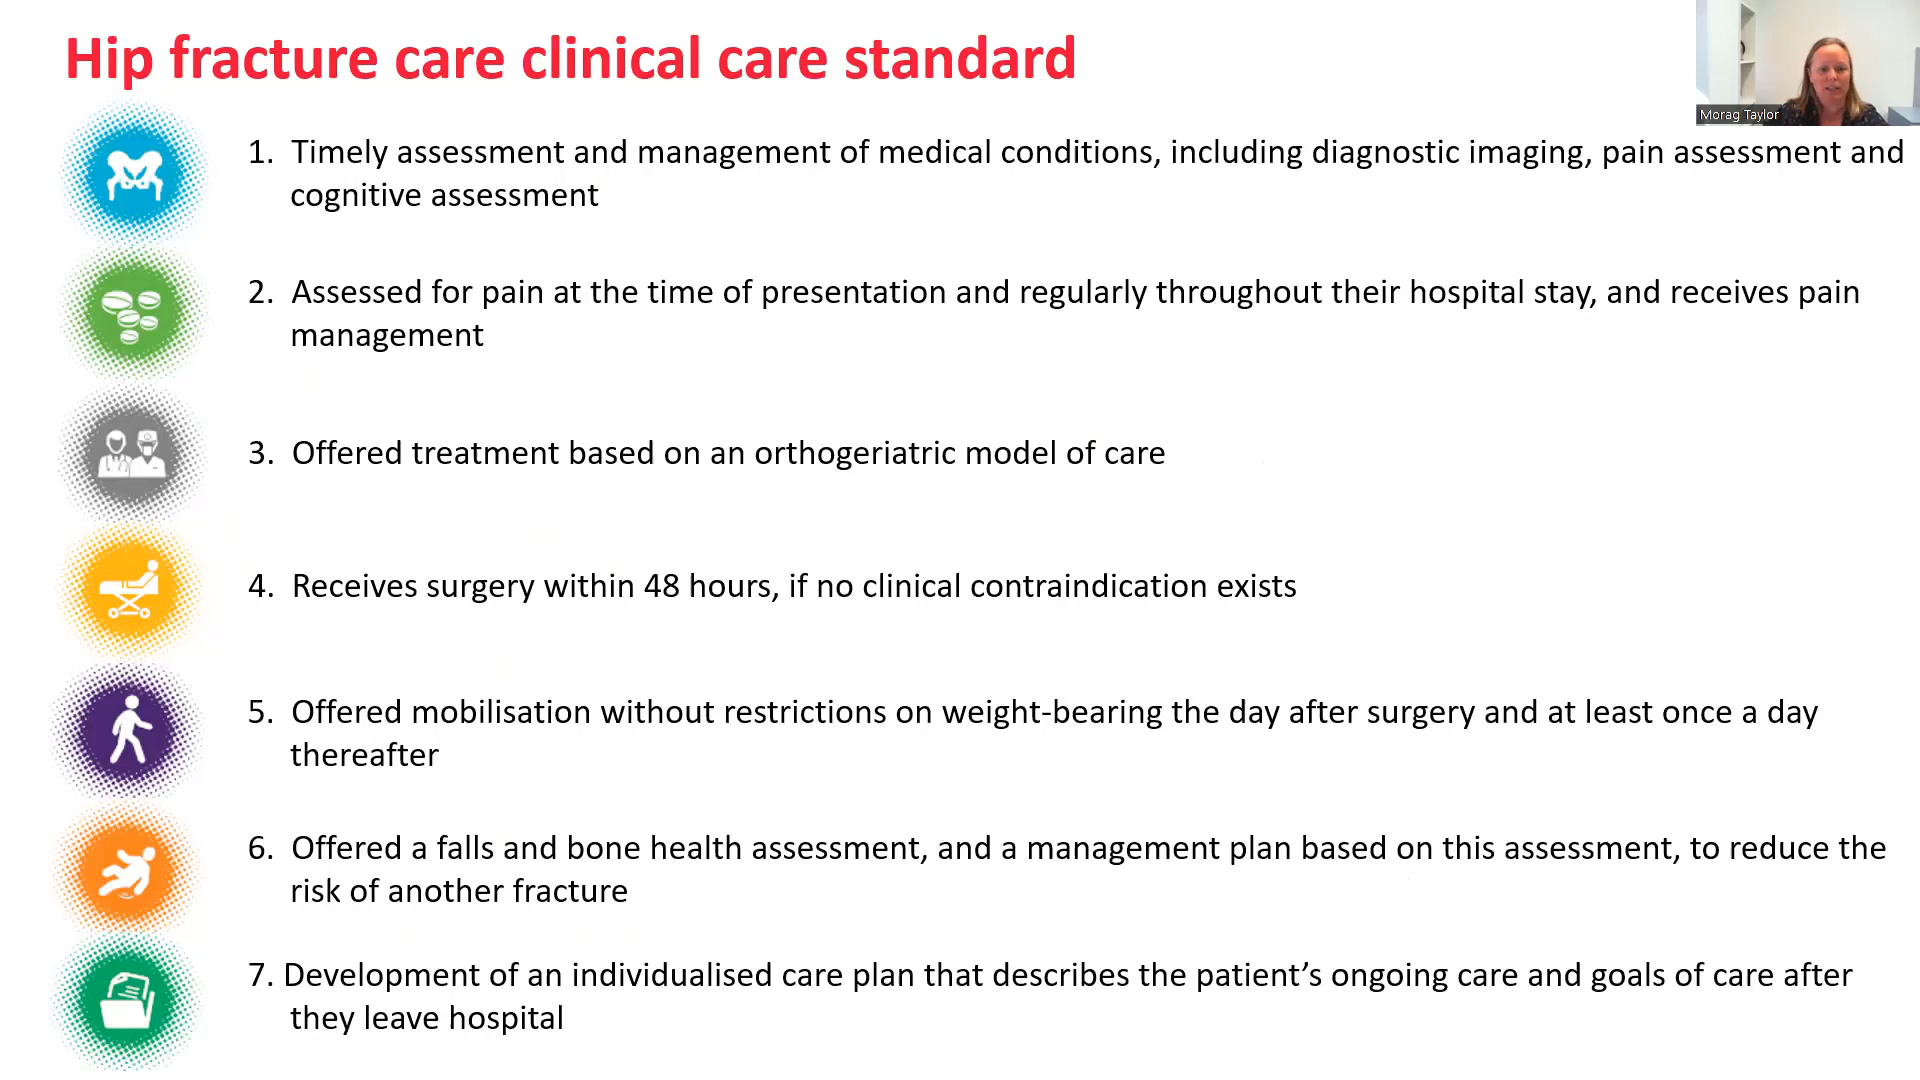 Hip fracture care clinical care standard
Morag Taylor
1. Timely assessment and management of medical conditions, including diagnostic imaging, pain assessment and
cognitive assessment
2. Assessed for pain at the time of presentation and regularly throughout their hospital stay, and receives pain
management
3. Offered treatment based on an orthogeriatric model of care
4. Receives surgery within 48 hours, if no clinical contraindication exists
5. Offered mobilisation without restrictions on weight-bearing the day after surgery and at least once a day
thereafter
6. Offered a falls and bone health assessment, and a management plan based on this assessment, to reduce the
risk of another fracture
7. Development of an individualised care plan that describes the patient’s ongoing care and goals of care after
they leave hospital